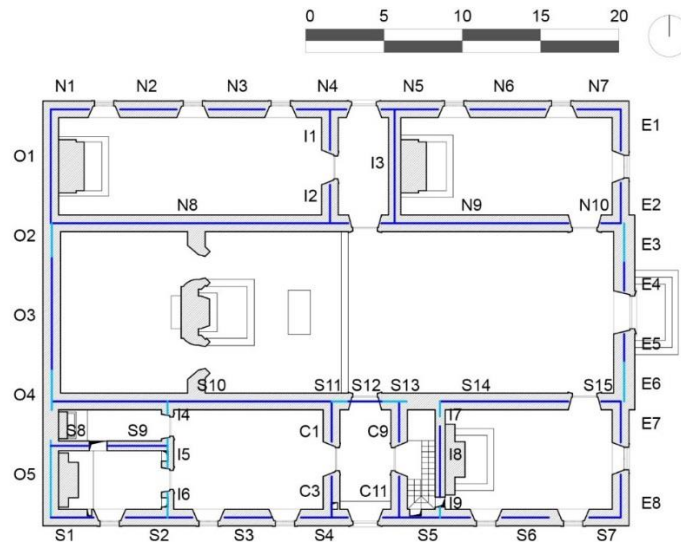 0 5 10 15 20
N1 N2 N3 N4 N5 N6 N7
E1
I1
O1 I3
I2
N8 N9 N10 E2
O2 E3
E4
O3
E5
S10 S11 S12 S13 S14 S15 E6
O4
I4 I7
S8 S9 C1 C9 E7
I5 I8
O5
I6 C3 C11 I9 E8
S1 S2 S3 S4 S5 S6 S7